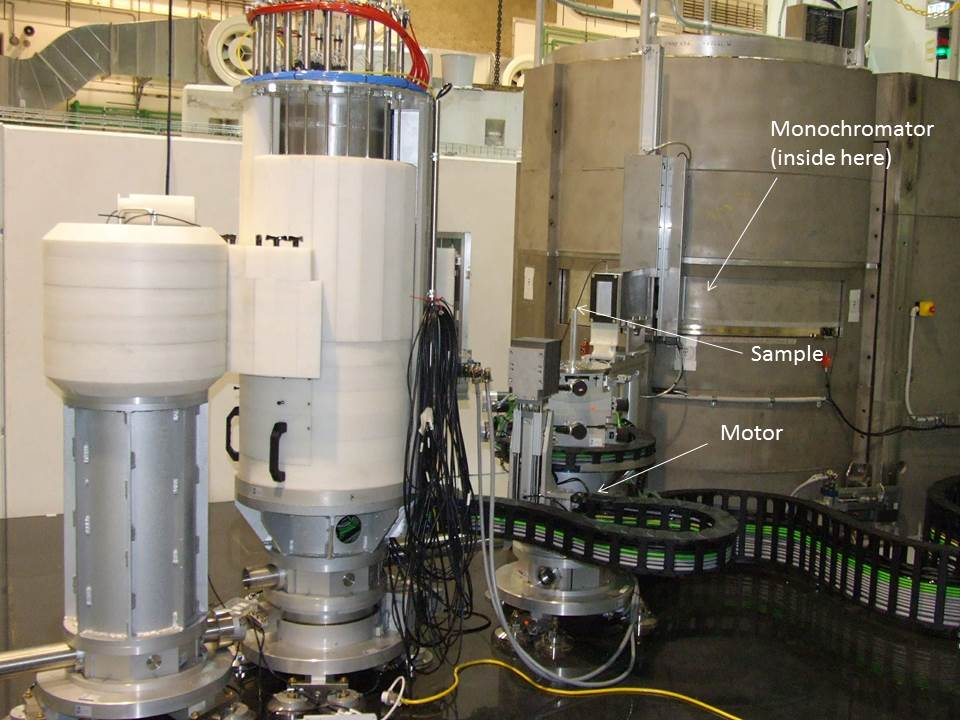 Monochromator
(inside here)
Sample
Motor